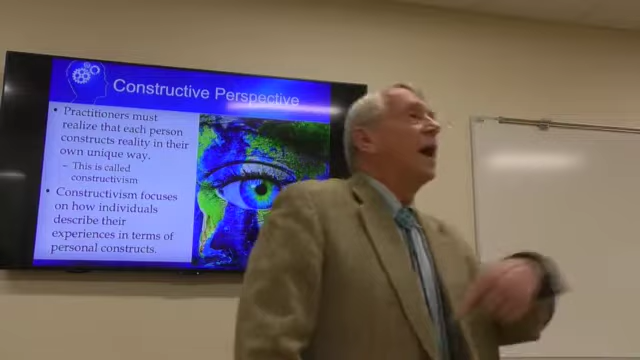 Constructive Perspective
• Practitioners must
realize that each person
constructs reality in their
own unique way.
– This is called
constructivism
• Constructivism focuses
on how individuals
describe their
experiences in terms of
personal constructs.